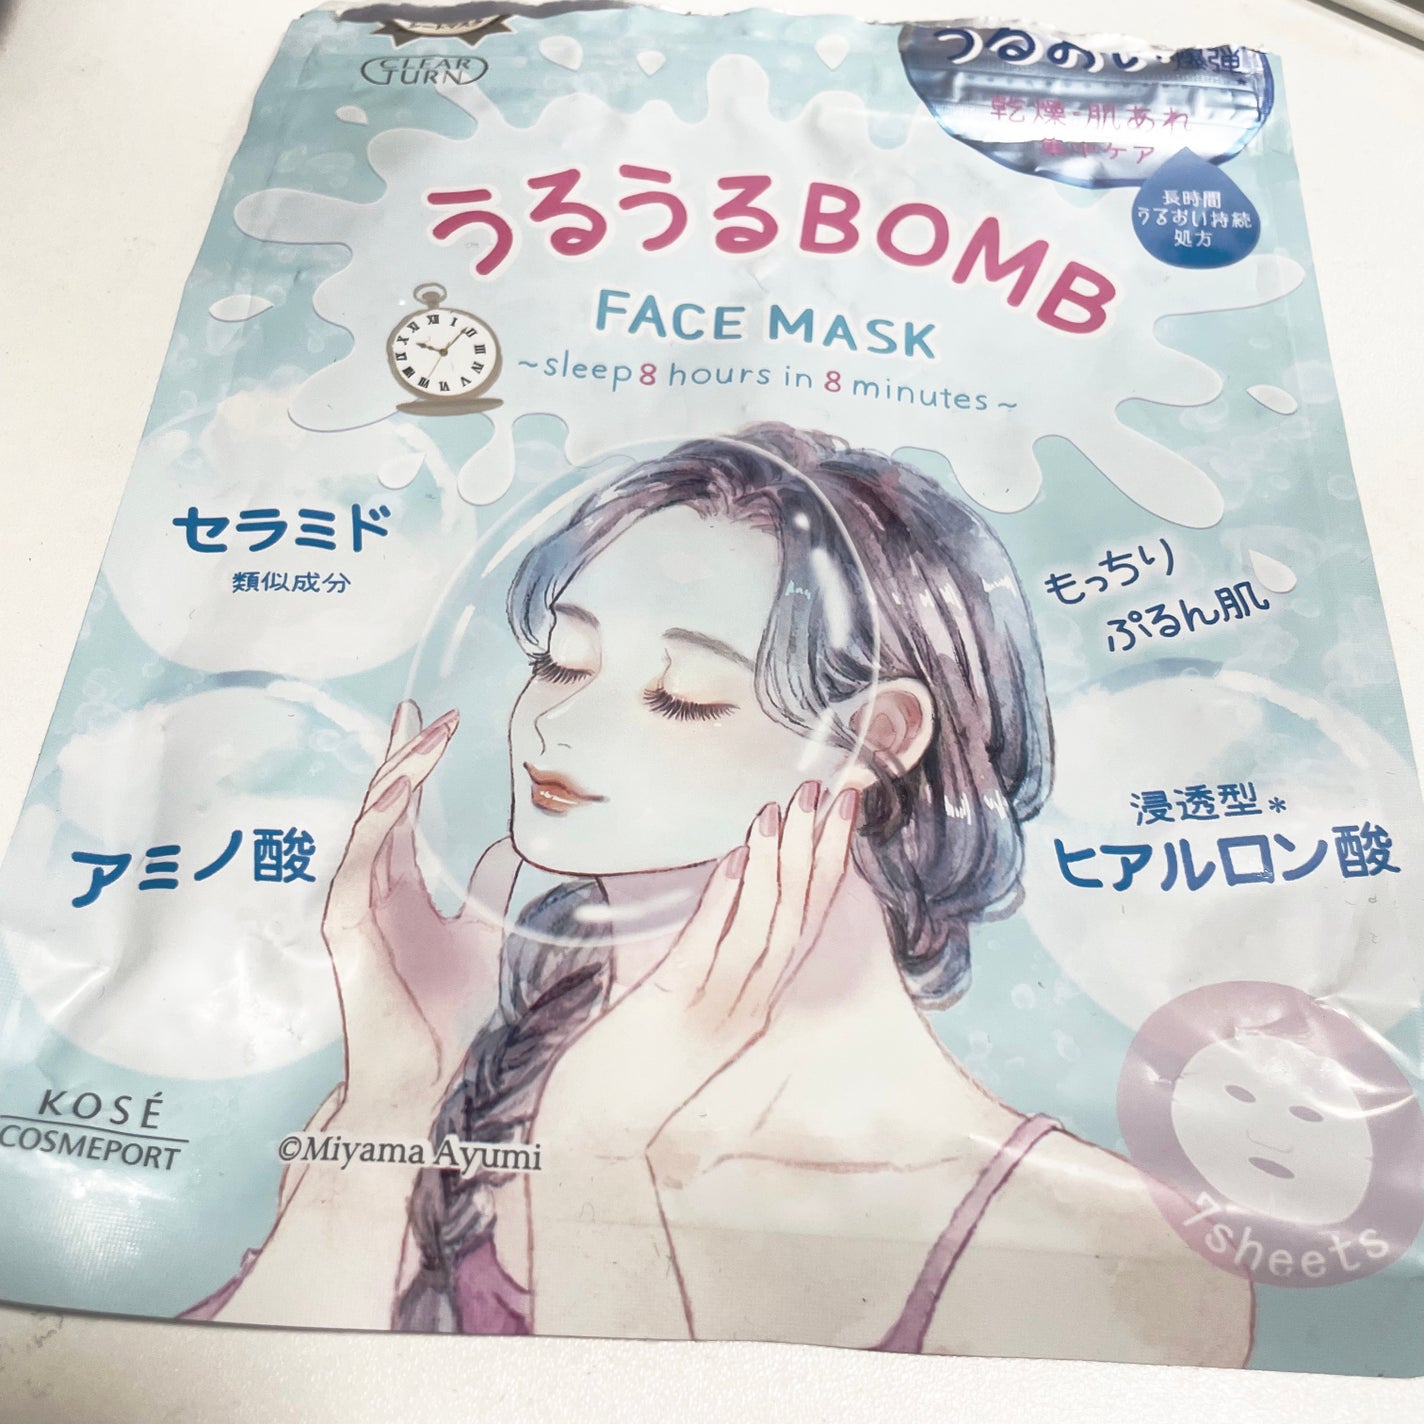 CLEAR
TURN
うるおい爆弾
乾燥・肌あれ
集中ケア
長時間
うるおい持続
処方
うるうるBOMB
FACE MASK
~sleep 8 hours in 8 minutes~
セラミド
類似成分
もっちり
ぷるん肌
アミノ酸
浸透型*
ヒアルロン酸
KOSÉ
COSMEPORT
©Miyama Ayumi
7sheets